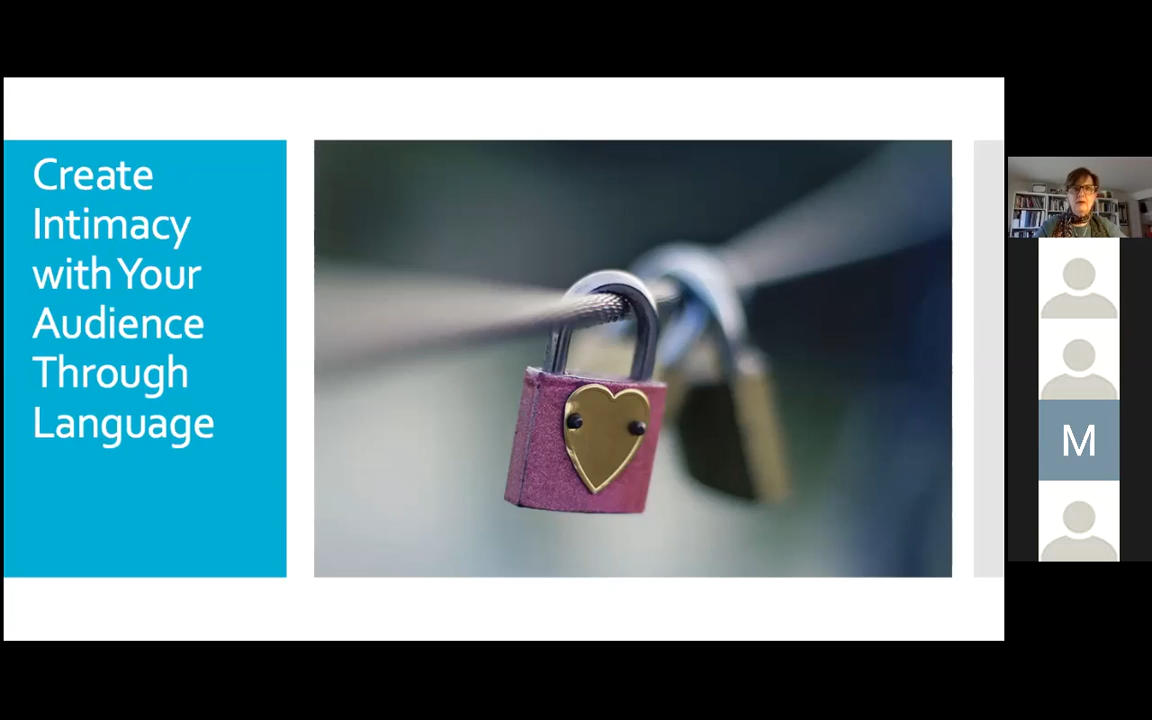 Create
Intimacy
with Your
Audience
Through
Language
M